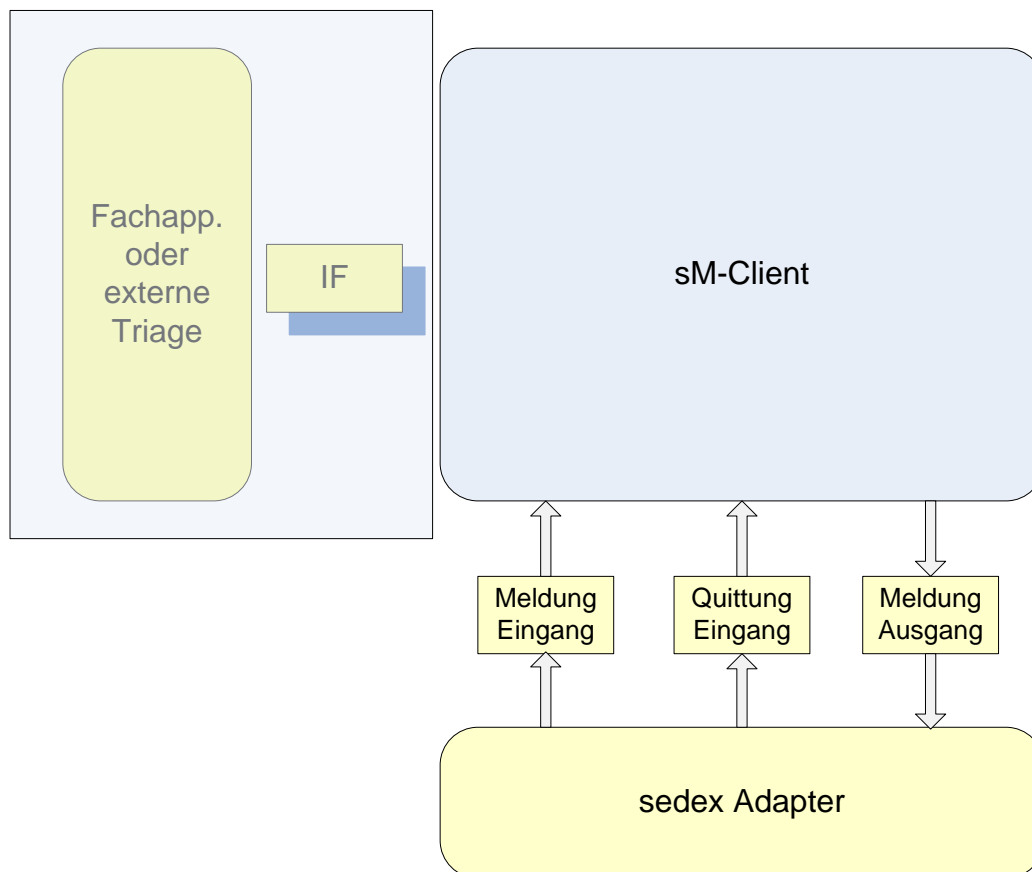 Fachapp.
oder
externe
Triage
IF
sM-Client
Meldung
Eingang
Quittung
Eingang
Meldung
Ausgang
sedex Adapter